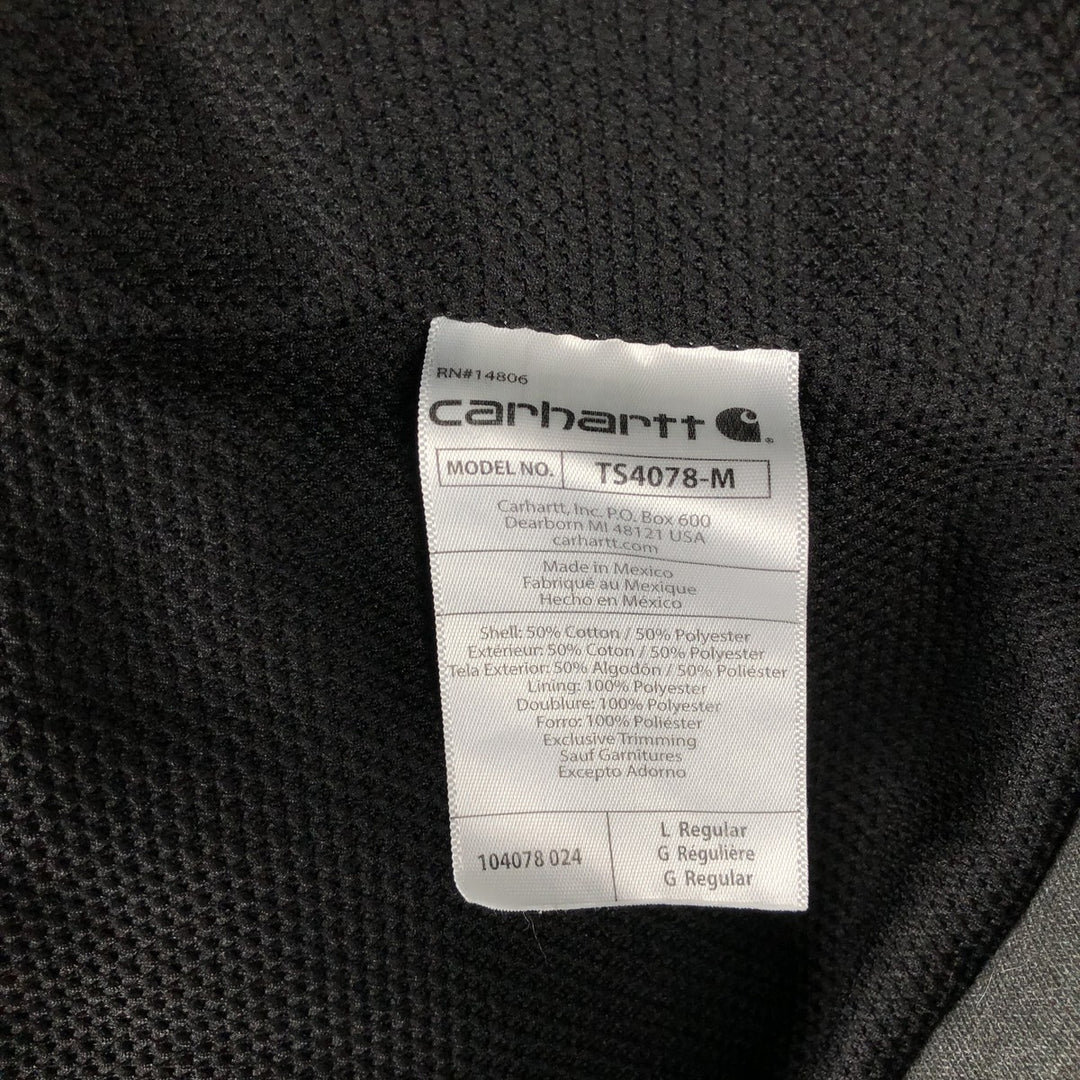 RN#14806
carhartt
MODEL NO. TS4078-M
Carhartt, Inc. P.O. Box 600
Dearborn MI 48121 USA
carhartt.com
Made in Mexico
Fabriqué au Mexique
Hecho en México
Shell: 50% Cotton / 50% Polyester
Extérieur: 50% Coton / 50% Polyester
Tela Exterior: 50% Algodón / 50% Poliéster
Lining: 100% Polyester
Doublure: 100% Polyester
Forro: 100% Poliéster
Exclusive Trimming
Sauf Garnitures
Excepto Adorno
104078 024
L Regular
G Régulière
G Regular